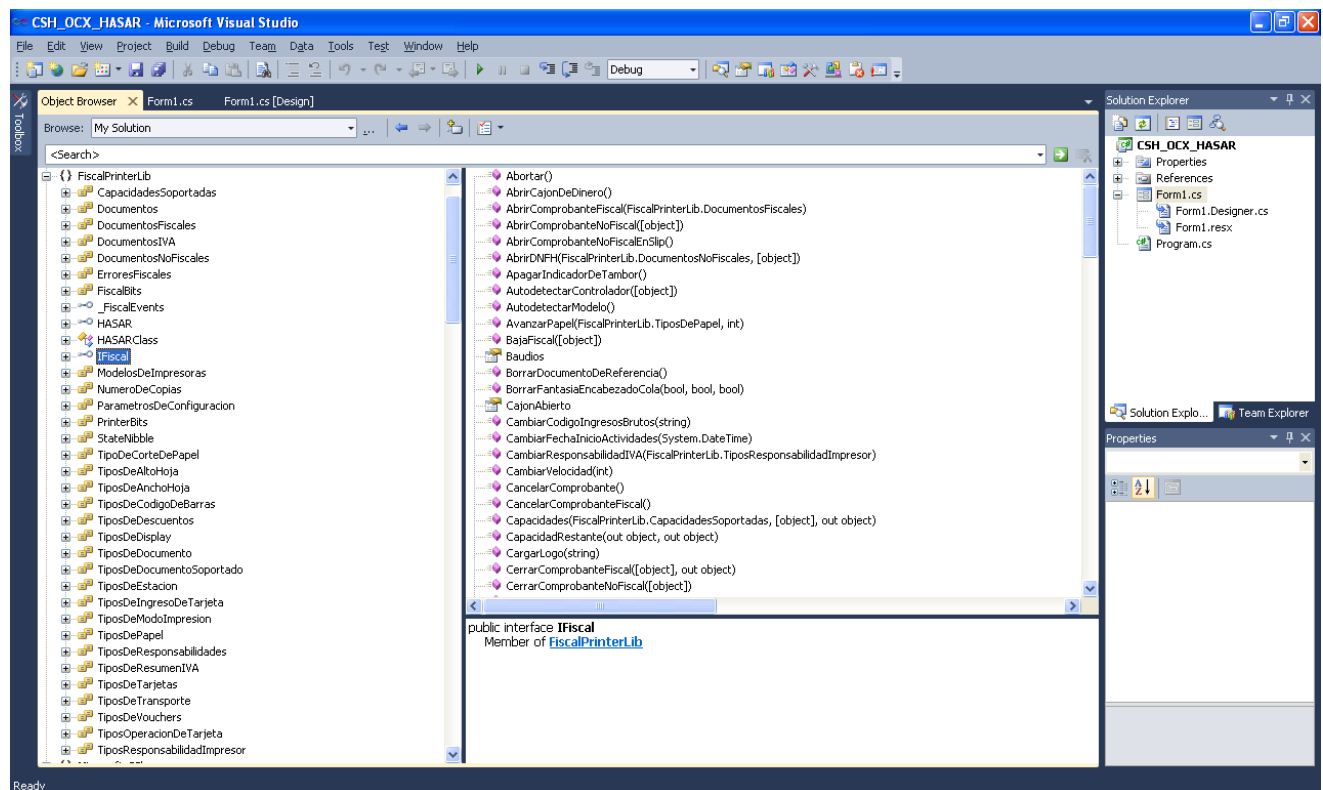 CSH_OCX_HASAR - Microsoft Visual Studio
File Edit View Project Build Debug Team Data Tools Test Window Help
Debug
Toolbox
Object Browser Form1.cs Form1.cs [Design]
Browse: My Solution ...
<Search>
FiscalPrinterLib
CapacidadesSoportadas
Documentos
DocumentosFiscales
DocumentosIVA
DocumentosNoFiscales
ErroresFiscales
FiscalBits
_FiscalEvents
HASAR
HASARClass
IFiscal
ModelosDeImpresoras
NumeroDeCopias
ParametrosDeConfiguracion
PrinterBits
StateNibble
TipoDeCorteDePapel
TiposDeAltoHoja
TiposDeAnchoHoja
TiposDeCodigoDeBarras
TiposDeDescuentos
TiposDeDisplay
TiposDeDocumento
TiposDeDocumentoSoportado
TiposDeEstacion
TiposDeIngresoDeTarjeta
TiposDeModoImpresion
TiposDePapel
TiposDeResponsabilidades
TiposDeResumenIVA
TiposDeTarjetas
TiposDeTransporte
TiposDeVouchers
TiposOperacionDeTarjeta
TiposResponsabilidadImpresor
Abortar()
AbrirCajonDeDinero()
AbrirComprobanteFiscal(FiscalPrinterLib.DocumentosFiscales)
AbrirComprobanteNoFiscal([object])
AbrirComprobanteNoFiscalEnSlip()
AbrirDNFH(FiscalPrinterLib.DocumentosNoFiscales, [object])
ApagarIndicadorDeTambor()
AutodetectarControlador([object])
AutodetectarModelo()
AvanzarPapel(FiscalPrinterLib.TiposDePapel, int)
BajaFiscal([object])
Baudios
BorrarDocumentoDeReferencia()
BorrarFantasiaEncabezadoCola(bool, bool, bool)
CajonAbierto
CambiarCodigoIngresosBrutos(string)
CambiarFechaInicioActividades(System.DateTime)
CambiarResponsabilidadIVA(FiscalPrinterLib.TiposResponsabilidadImpresor)
CambiarVelocidad(int)
CancelarComprobante()
CancelarComprobanteFiscal()
Capacidades(FiscalPrinterLib.CapacidadesSoportadas, [object], out object)
CapacidadRestante(out object, out object)
CargarLogo(string)
CerrarComprobanteFiscal([object], out object)
CerrarComprobanteNoFiscal([object])
public interface IFiscal
Member of FiscalPrinterLib
Solution Explorer
CSH_OCX_HASAR
Properties
References
Form1.cs
Form1.Designer.cs
Form1.resx
Program.cs
Solution Explo... Team Explorer
Properties
Ready